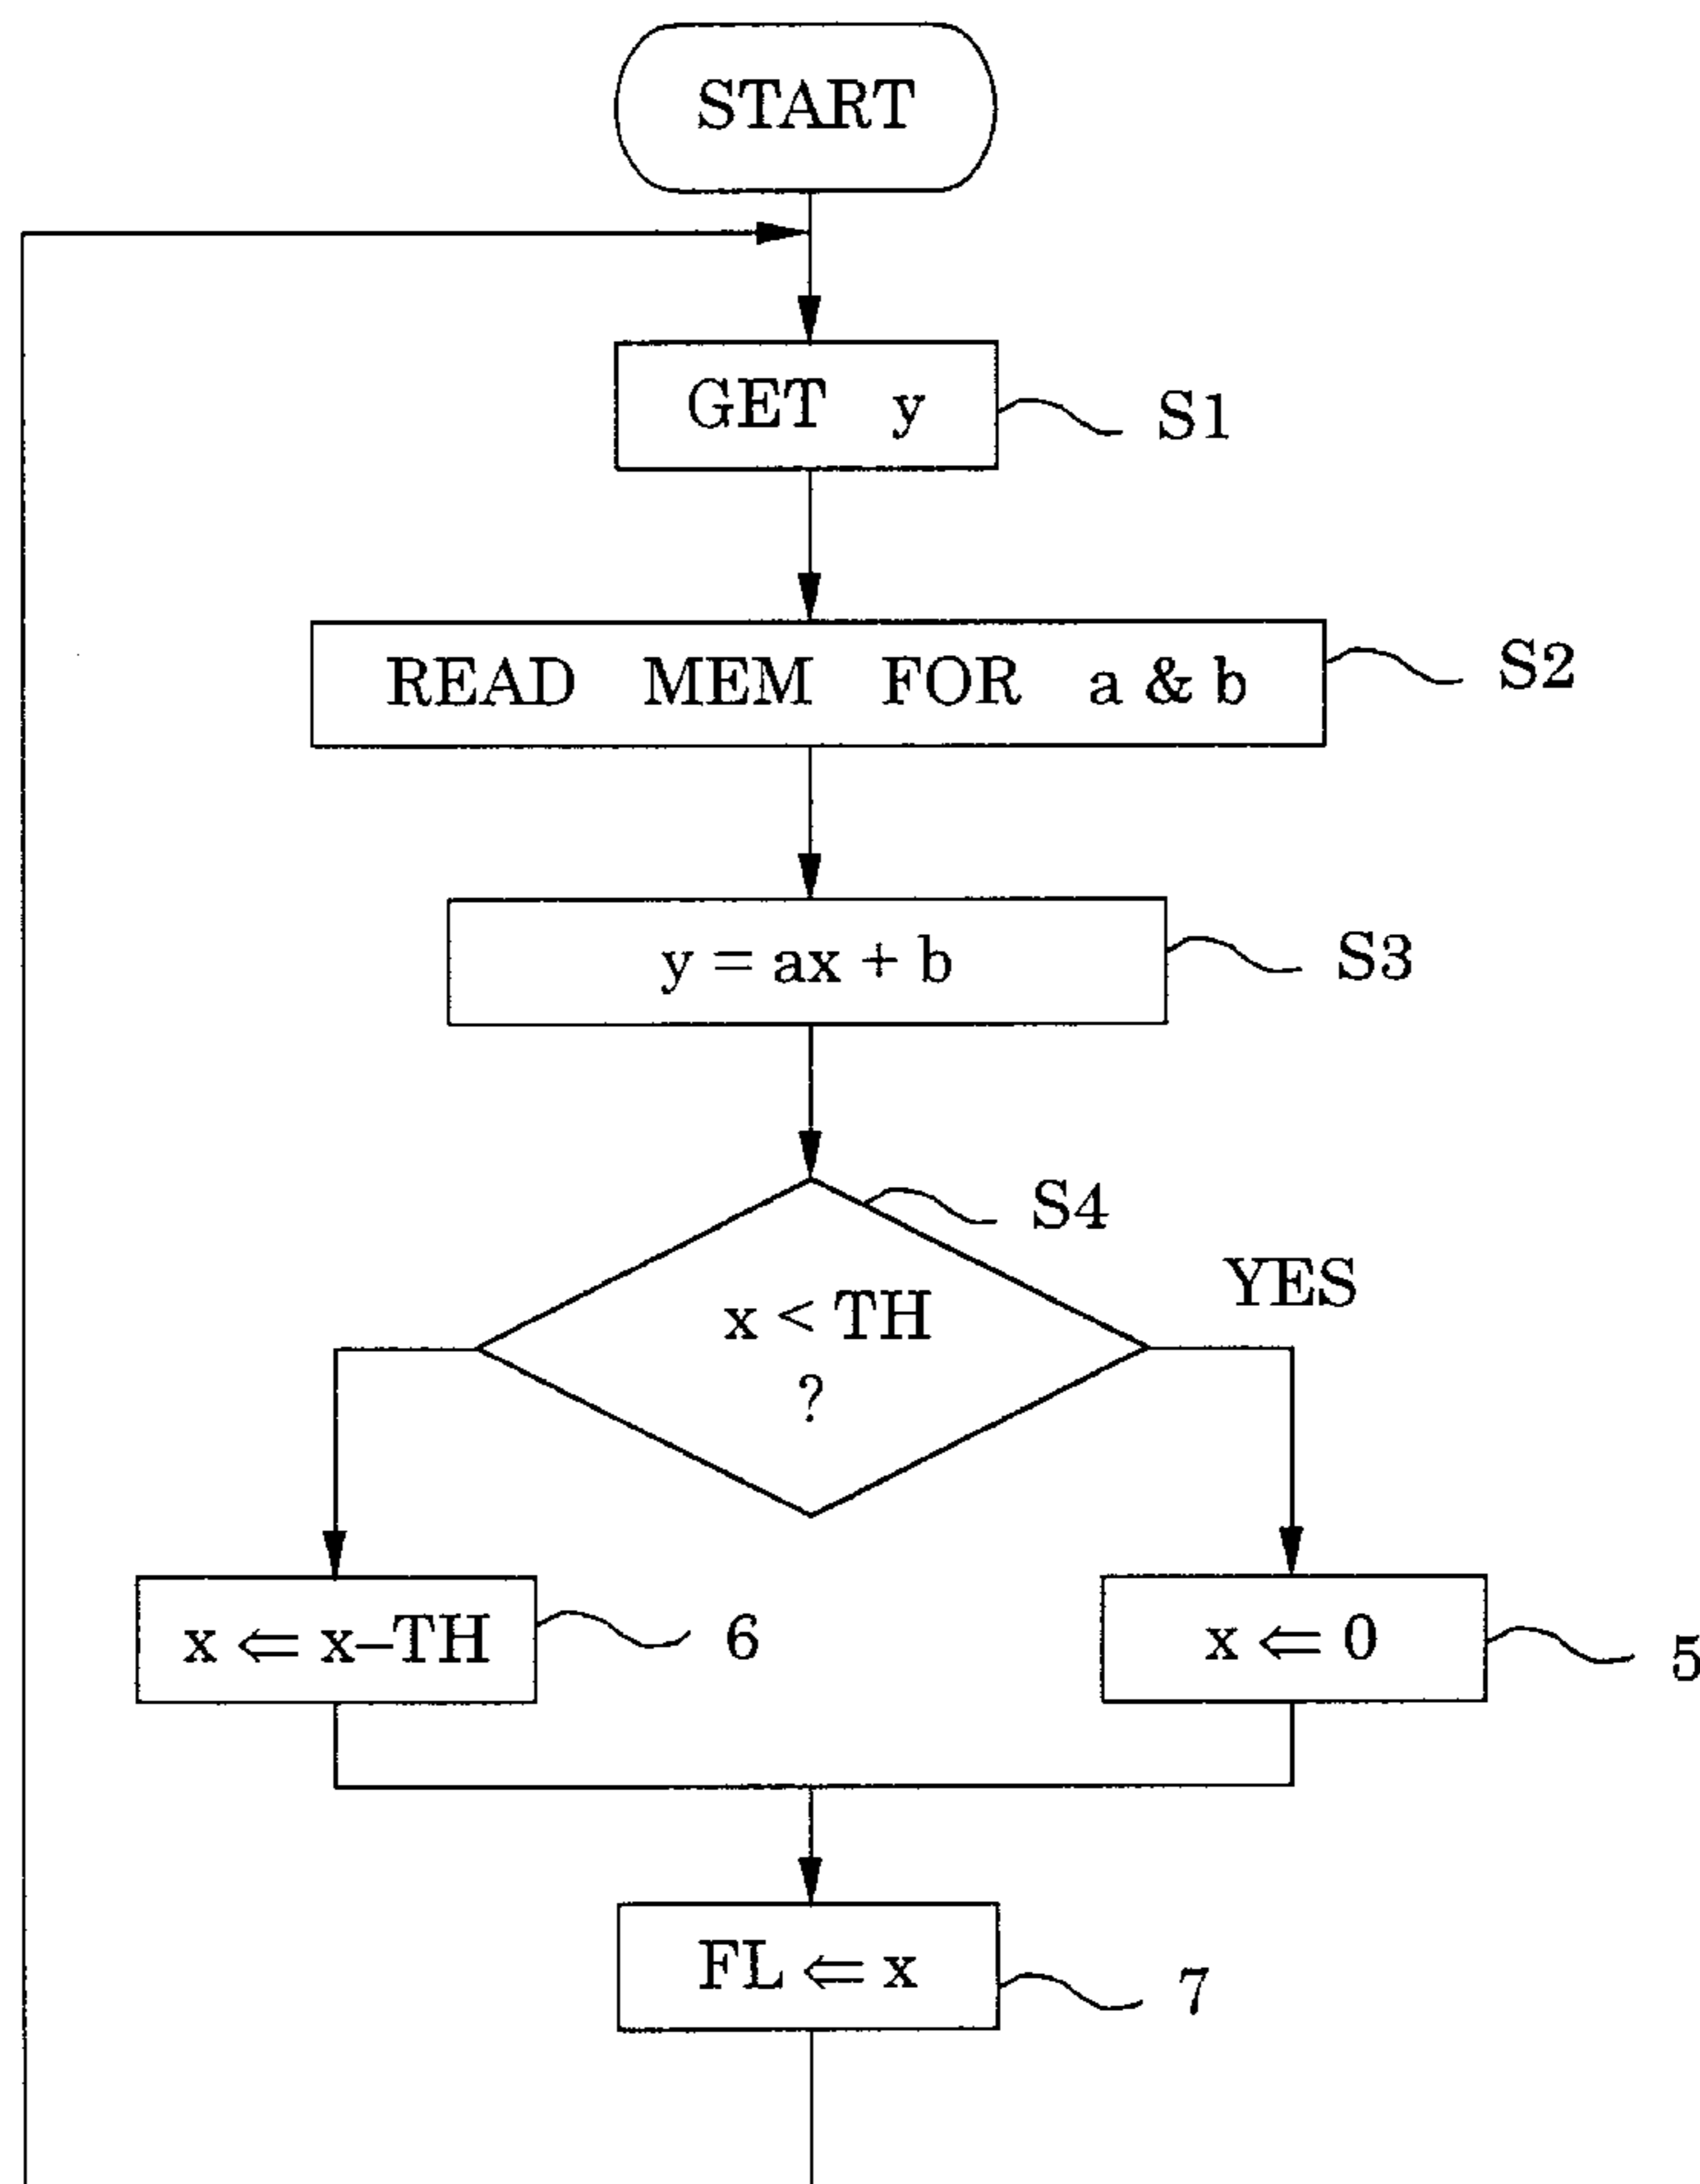 START
GET y
S1
READ MEM FOR a & b
S2
y = ax + b
S3
S4
x < TH
?
YES
x ⇐ x–TH
6
x ⇐ 0
5
FL ⇐ x
7